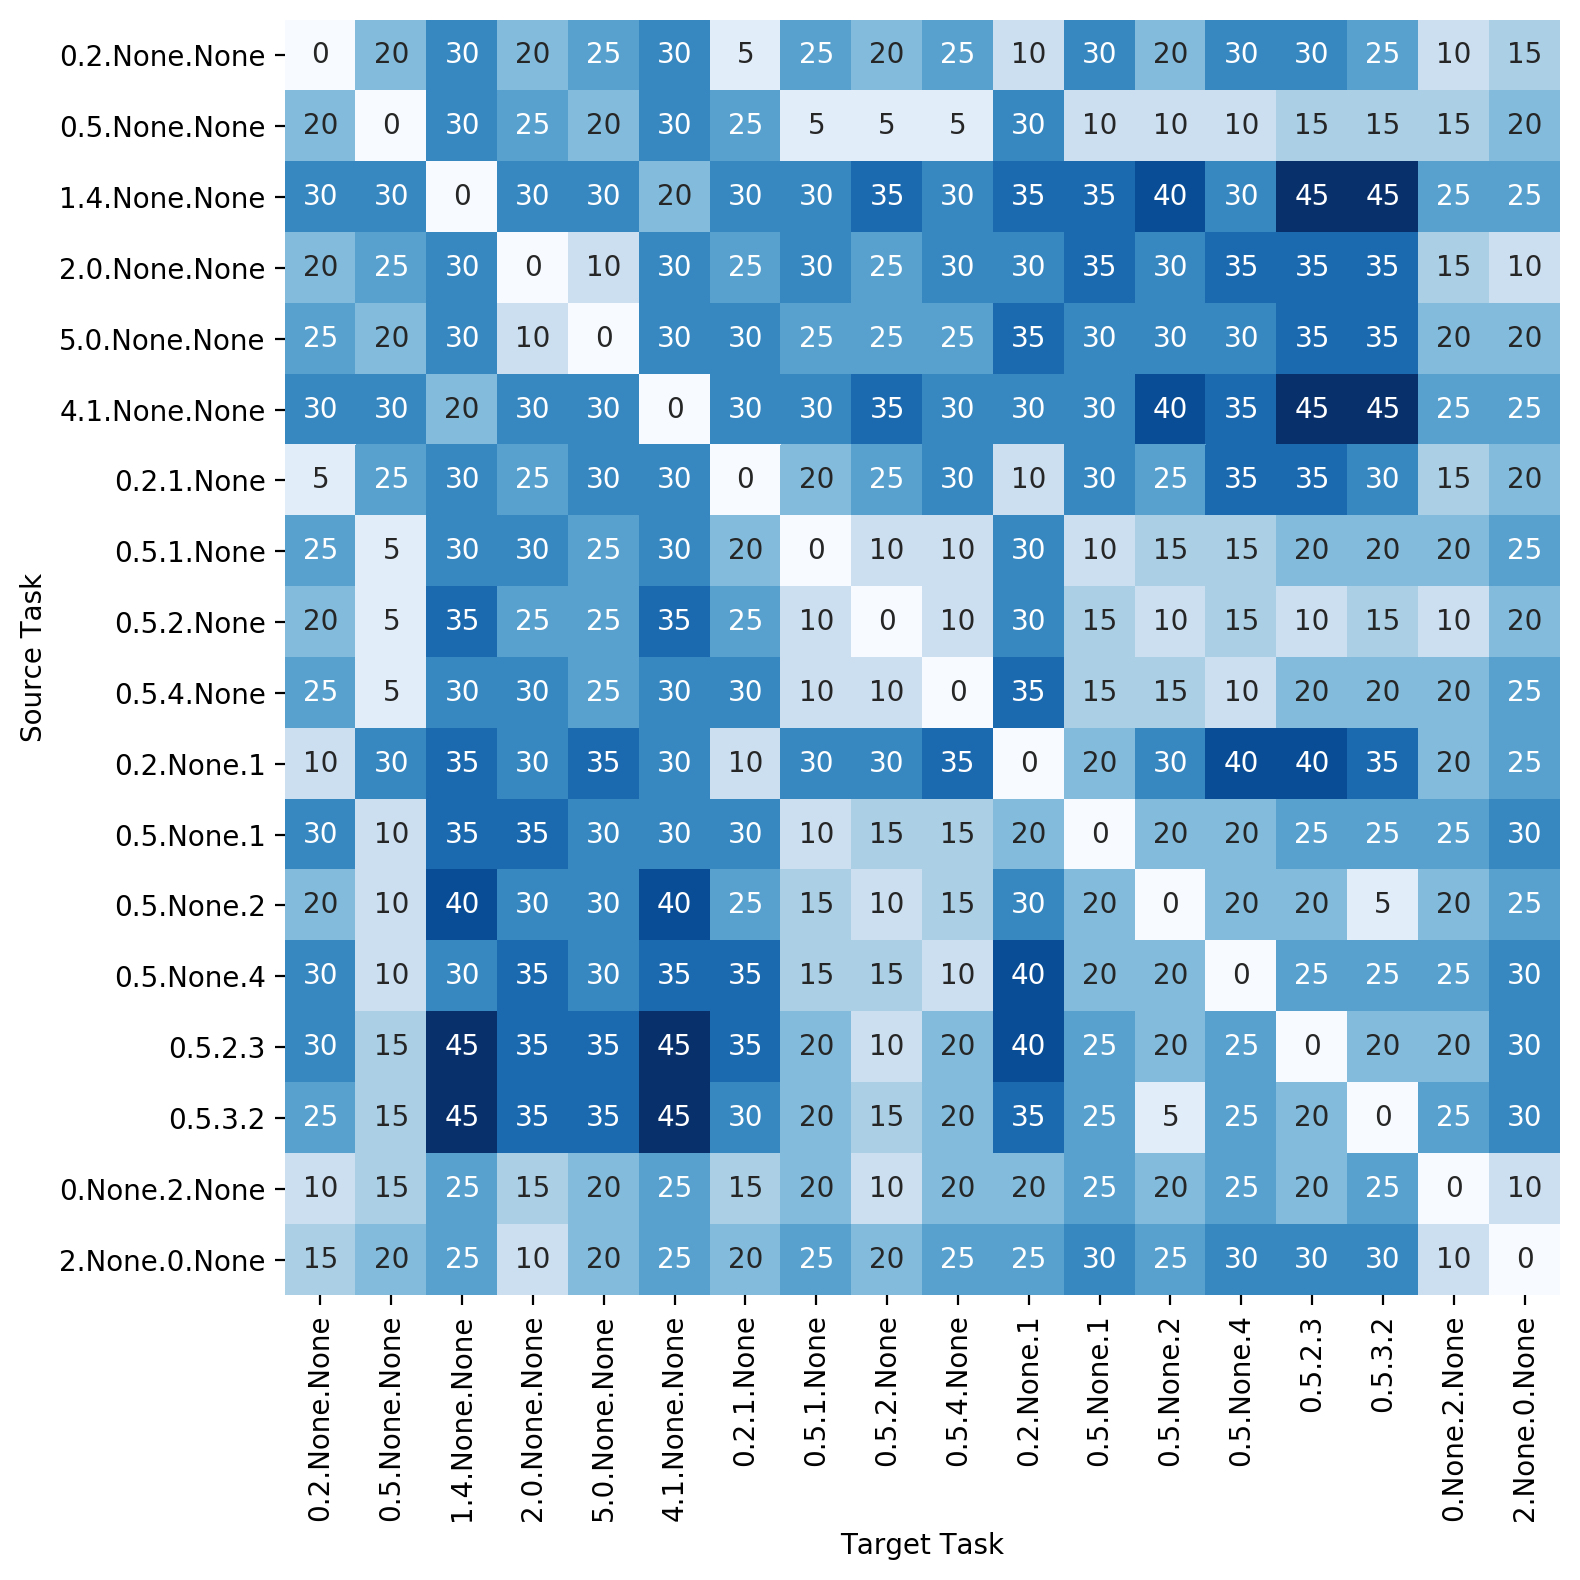 0.2.None.None 0 20 30 20 25 30 5 25 20 25 10 30 20 30 30 25 10 15
0.5.None.None 20 0 30 25 20 30 25 5 5 5 30 10 10 10 15 15 15 20
1.4.None.None 30 30 0 30 30 20 30 30 35 30 35 35 40 30 45 45 25 25
2.0.None.None 20 25 30 0 10 30 25 30 25 30 30 35 30 35 35 35 15 10
5.0.None.None 25 20 30 10 0 30 30 25 25 25 35 30 30 30 35 35 20 20
4.1.None.None 30 30 20 30 30 0 30 30 35 30 30 30 40 35 45 45 25 25
0.2.1.None 5 25 30 25 30 30 0 20 25 30 10 30 25 35 35 30 15 20
0.5.1.None 25 5 30 30 25 30 20 0 10 10 30 10 15 15 20 20 20 25
0.5.2.None 20 5 35 25 25 35 25 10 0 10 30 15 10 15 10 15 10 20
0.5.4.None 25 5 30 30 25 30 30 10 10 0 35 15 15 10 20 20 20 25
0.2.None.1 10 30 35 30 35 30 10 30 30 35 0 20 30 40 40 35 20 25
0.5.None.1 30 10 35 35 30 30 30 10 15 15 20 0 20 20 25 25 25 30
0.5.None.2 20 10 40 30 30 40 25 15 10 15 30 20 0 20 20 5 20 25
0.5.None.4 30 10 30 35 30 35 35 15 15 10 40 20 20 0 25 25 25 30
0.5.2.3 30 15 45 35 35 45 35 20 10 20 40 25 20 25 0 20 20 30
0.5.3.2 25 15 45 35 35 45 30 20 15 20 35 25 5 25 20 0 25 30
0.None.2.None 10 15 25 15 20 25 15 20 10 20 20 25 20 25 20 25 0 10
2.None.0.None 15 20 25 10 20 25 20 25 20 25 25 30 25 30 30 30 10 0
Source Task
0.2.None.None
0.5.None.None
1.4.None.None
2.0.None.None
5.0.None.None
4.1.None.None
0.2.1.None
0.5.1.None
0.5.2.None
0.5.4.None
0.2.None.1
0.5.None.1
0.5.None.2
0.5.None.4
0.5.2.3
0.5.3.2
0.None.2.None
2.None.0.None
Target Task